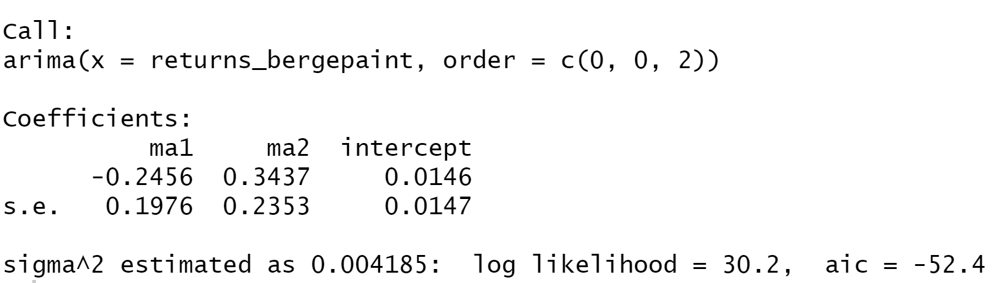 Call:
arima(x = returns_bergepaint, order = c(0, 0, 2))
Coefficients:
ma1 ma2 intercept
-0.2456 0.3437 0.0146
s.e. 0.1976 0.2353 0.0147
sigma^2 estimated as 0.004185: log likelihood = 30.2, aic = -52.4